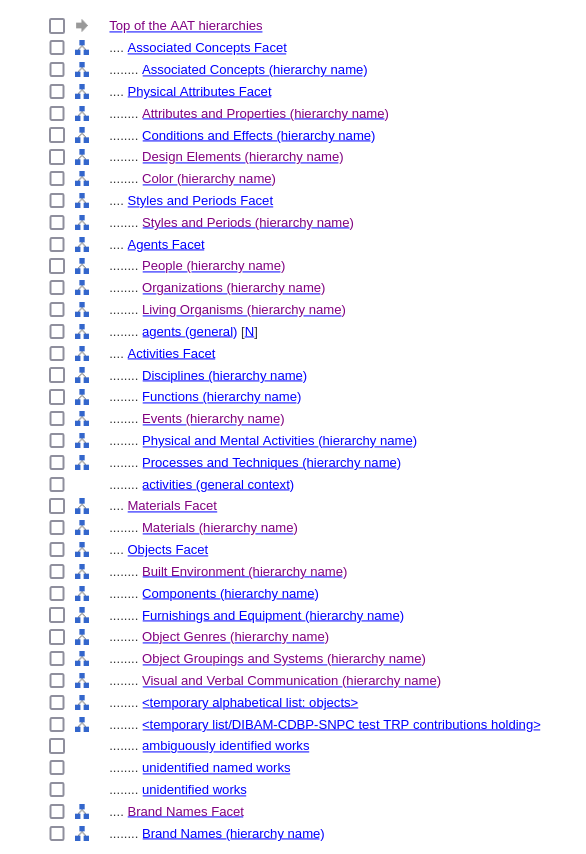 Top of the AAT hierarchies
.... Associated Concepts Facet
........ Associated Concepts (hierarchy name)
.... Physical Attributes Facet
........ Attributes and Properties (hierarchy name)
........ Conditions and Effects (hierarchy name)
........ Design Elements (hierarchy name)
........ Color (hierarchy name)
.... Styles and Periods Facet
........ Styles and Periods (hierarchy name)
.... Agents Facet
........ People (hierarchy name)
........ Organizations (hierarchy name)
........ Living Organisms (hierarchy name)
........ agents (general) [N]
.... Activities Facet
........ Disciplines (hierarchy name)
........ Functions (hierarchy name)
........ Events (hierarchy name)
........ Physical and Mental Activities (hierarchy name)
........ Processes and Techniques (hierarchy name)
........ activities (general context)
.... Materials Facet
........ Materials (hierarchy name)
.... Objects Facet
........ Built Environment (hierarchy name)
........ Components (hierarchy name)
........ Furnishings and Equipment (hierarchy name)
........ Object Genres (hierarchy name)
........ Object Groupings and Systems (hierarchy name)
........ Visual and Verbal Communication (hierarchy name)
........ <temporary alphabetical list: objects>
........ <temporary list/DIBAM-CDBP-SNPC test TRP contributions holding>
........ ambiguously identified works
........ unidentified named works
........ unidentified works
.... Brand Names Facet
........ Brand Names (hierarchy name)